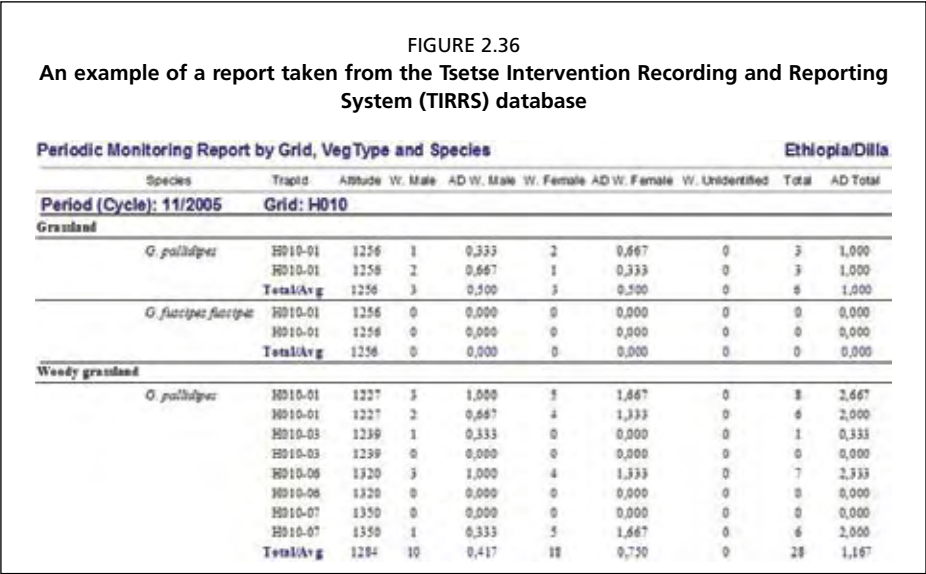 FIGURE 2.36
An example of a report taken from the Tsetse Intervention Recording and Reporting
System (TIRRS) database
Periodic Monitoring Report by Grid, VegType and Species Ethiopia/Dilla
Species TrapId Altitude W. Male AD W. Male W. Female AD W. Female W. Unidentified Total AD Total
Period (Cycle): 11/2005 Grid: H010
Grassland
G. pallidipes H010-01 1256 1 0,333 2 0,667 0 3 1,000
H010-01 1256 2 0,667 1 0,333 0 3 1,000
Total/Avg 1256 3 0,500 3 0,500 0 6 1,000
G. fuscipes fuscipes H010-01 1256 0 0,000 0 0,000 0 0 0,000
H010-01 1256 0 0,000 0 0,000 0 0 0,000
Total/Avg 1256 0 0,000 0 0,000 0 0 0,000
Woody grassland
G. pallidipes H010-01 1227 3 1,000 5 1,667 0 8 2,667
H010-01 1227 2 0,667 4 1,333 0 6 2,000
H010-03 1239 1 0,333 0 0,000 0 1 0,333
H010-03 1239 0 0,000 0 0,000 0 0 0,000
H010-06 1320 3 1,000 4 1,333 0 7 2,333
H010-06 1320 0 0,000 0 0,000 0 0 0,000
H010-07 1350 0 0,000 0 0,000 0 0 0,000
H010-07 1350 1 0,333 5 1,667 0 6 2,000
Total/Avg 1284 10 0,417 18 0,750 0 28 1,167